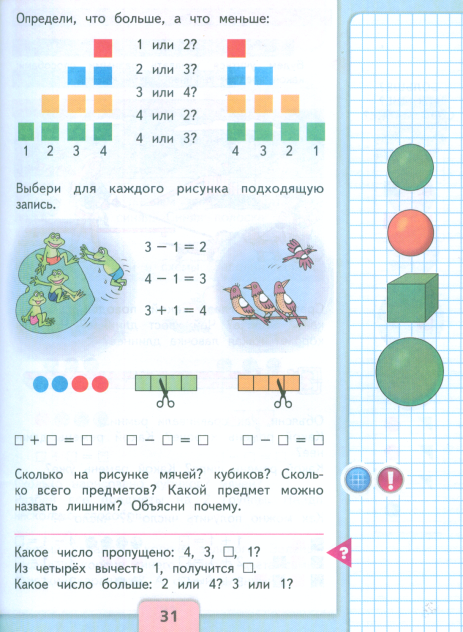 Определи, что больше, а что меньше:
1 или 2?
2 или 3?
3 или 4?
4 или 2?
4 или 3?
1 2 3 4
4 3 2 1
Выбери для каждого рисунка подходящую
запись.
3 − 1 = 2
4 − 1 = 3
3 + 1 = 4
□ + □ = □ □ − □ = □ □ − □ = □
Сколько на рисунке мячей? кубиков? Сколь-
ко всего предметов? Какой предмет можно
назвать лишним? Объясни почему.
!
Какое число пропущено: 4, 3, □, 1?
?
Из четырёх вычесть 1, получится □.
Какое число больше: 2 или 4? 3 или 1?
31